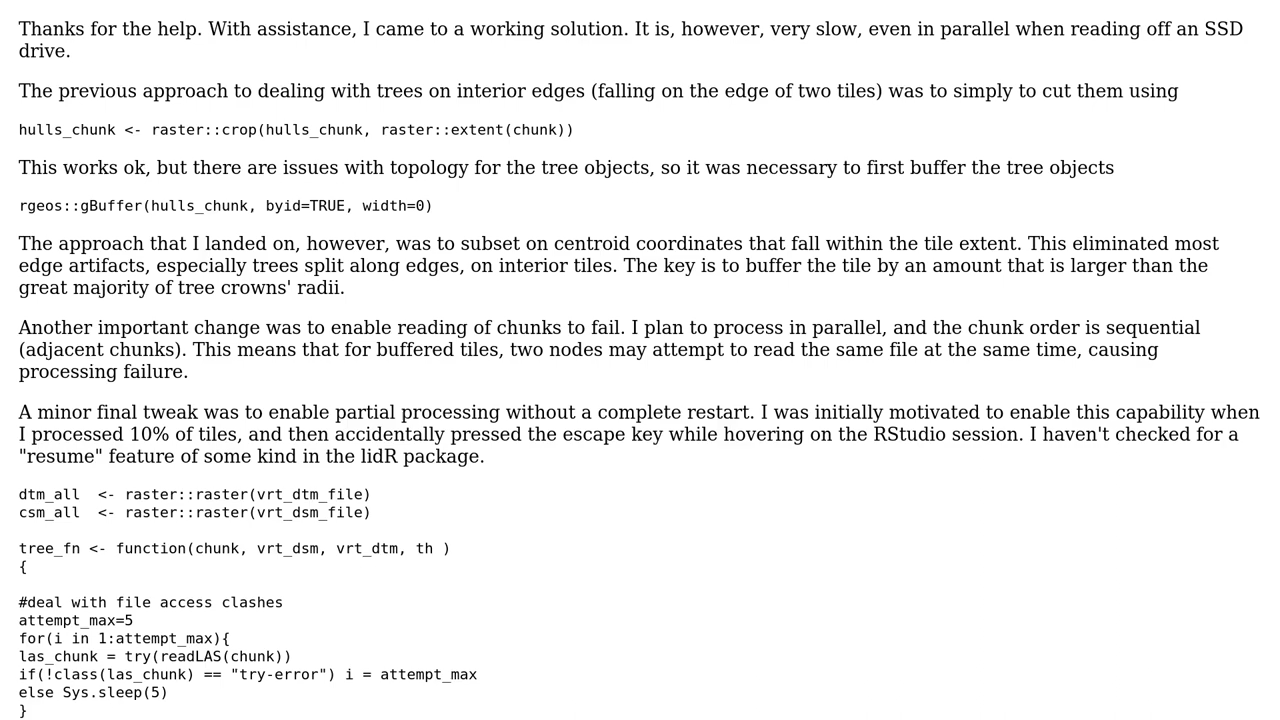 Thanks for the help. With assistance, I came to a working solution. It is, however, very slow, even in parallel when reading off an SSD
drive.
The previous approach to dealing with trees on interior edges (falling on the edge of two tiles) was to simply to cut them using
hulls_chunk <- raster::crop(hulls_chunk, raster::extent(chunk))
This works ok, but there are issues with topology for the tree objects, so it was necessary to first buffer the tree objects
rgeos::gBuffer(hulls_chunk, byid=TRUE, width=0)
The approach that I landed on, however, was to subset on centroid coordinates that fall within the tile extent. This eliminated most
edge artifacts, especially trees split along edges, on interior tiles. The key is to buffer the tile by an amount that is larger than the
great majority of tree crowns' radii.
Another important change was to enable reading of chunks to fail. I plan to process in parallel, and the chunk order is sequential
(adjacent chunks). This means that for buffered tiles, two nodes may attempt to read the same file at the same time, causing
processing failure.
A minor final tweak was to enable partial processing without a complete restart. I was initially motivated to enable this capability when
I processed 10% of tiles, and then accidentally pressed the escape key while hovering on the RStudio session. I haven't checked for a
"resume" feature of some kind in the lidR package.
dtm_all  <- raster::raster(vrt_dtm_file)
csm_all  <- raster::raster(vrt_dsm_file)
tree_fn <- function(chunk, vrt_dsm, vrt_dtm, th )
{
#deal with file access clashes
attempt_max=5
for(i in 1:attempt_max){
las_chunk = try(readLAS(chunk))
if(!class(las_chunk) == "try-error") i = attempt_max
else Sys.sleep(5)
}